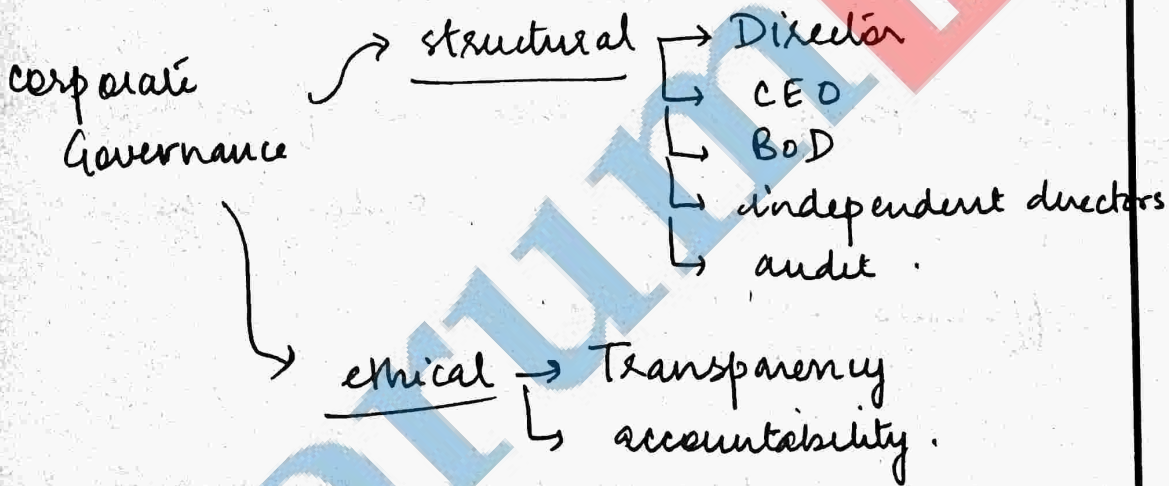 structural
Director
corporate
CEO
Governance
BOD
independent directors
audit .
ethical
Transparency
accountability .